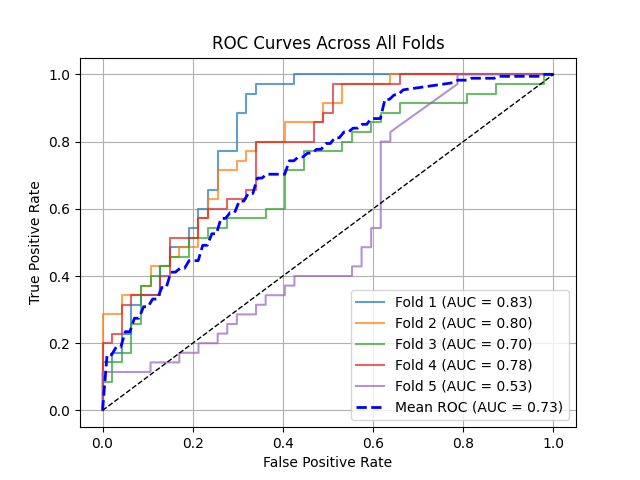 ROC Curves Across All Folds
True Positive Rate
1.0
0.8
0.6
0.4
0.2
0.0
Fold 1 (AUC = 0.83)
Fold 2 (AUC = 0.80)
Fold 3 (AUC = 0.70)
Fold 4 (AUC = 0.78)
Fold 5 (AUC = 0.53)
Mean ROC (AUC = 0.73)
0.0 0.2 0.4 0.6 0.8 1.0
False Positive Rate